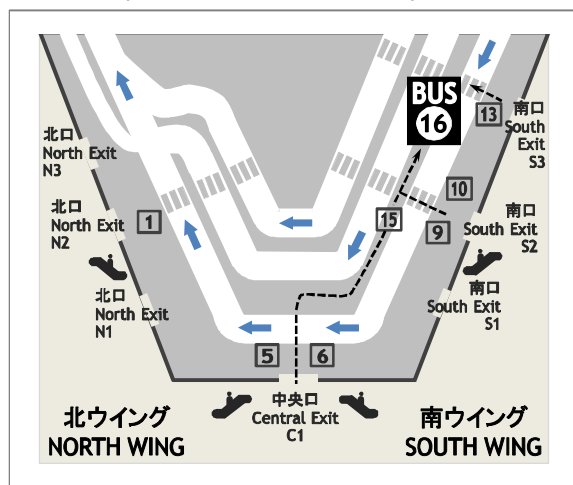 BUS
16
13
南口
South
Exit
S3
北口
North Exit
N3
10
15
9
1
北口
North Exit
N2
南口
South Exit
S2
北口
North Exit
N1
南口
South Exit
S1
5
6
中央口
Central Exit
C1
北ウイング
NORTH WING
南ウイング
SOUTH WING